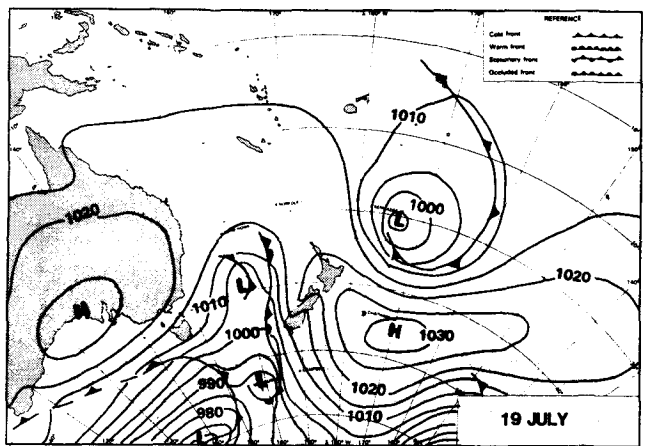 REFERENCE
Cold front
Warm front
Stationary front
Occluded front
1010
1000
L
1020
1020
H
L
1010
1000
H 1030
990
L
980
1020
1010
L
19 JULY